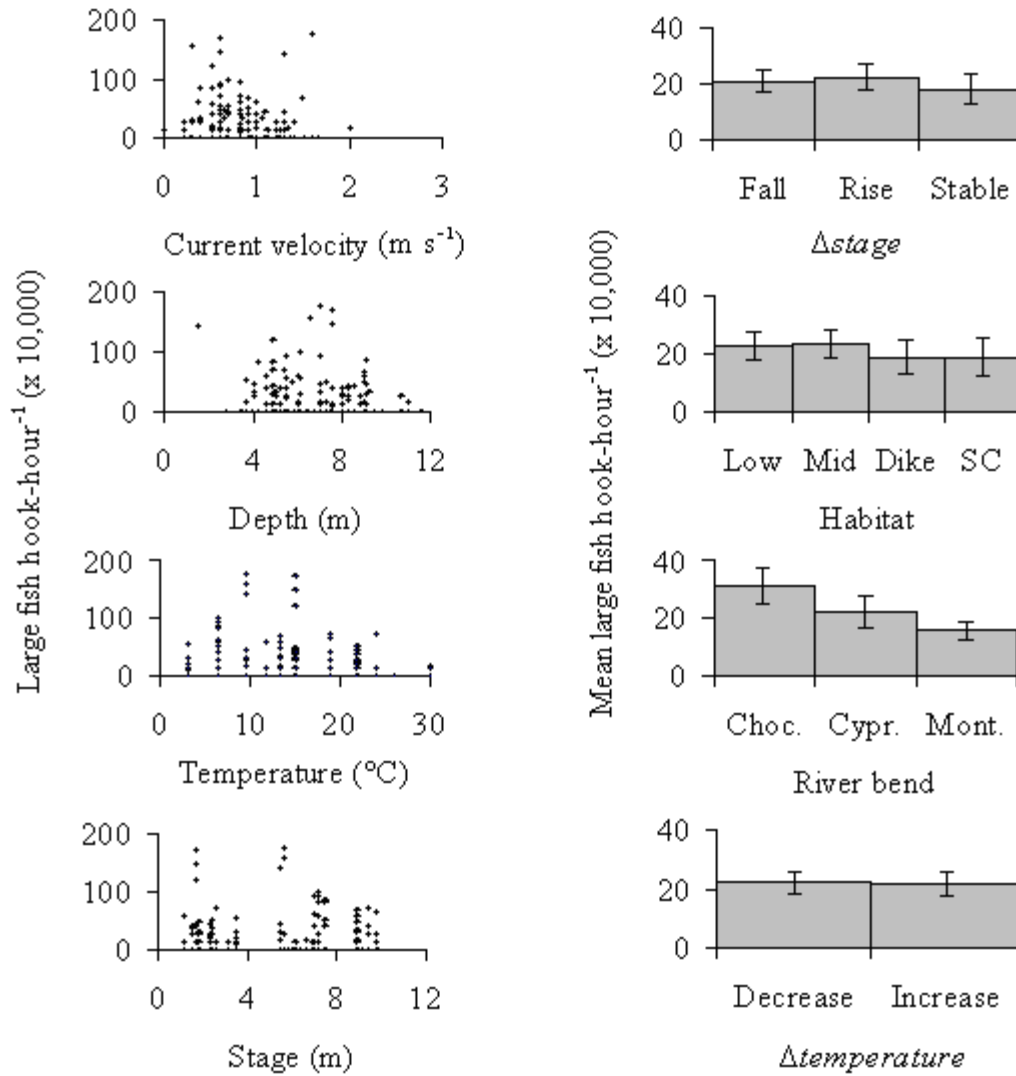 Large fish hook-hour⁻¹ (x 10,000)
200
100
0
0 1 2 3
Current velocity (m s⁻¹)
200
100
0
4 8 12
Depth (m)
200
100
0
0 10 20 30
Temperature (°C)
200
100
0
0 4 8 12
Stage (m)
Mean large fish hook-hour⁻¹ (x 10,000)
40
20
0
Fall Rise Stable
Δstage
40
20
0
Low Mid Dike SC
Habitat
40
20
0
Choc. Cypr. Mont.
River bend
40
20
0
Decrease Increase
Δtemperature